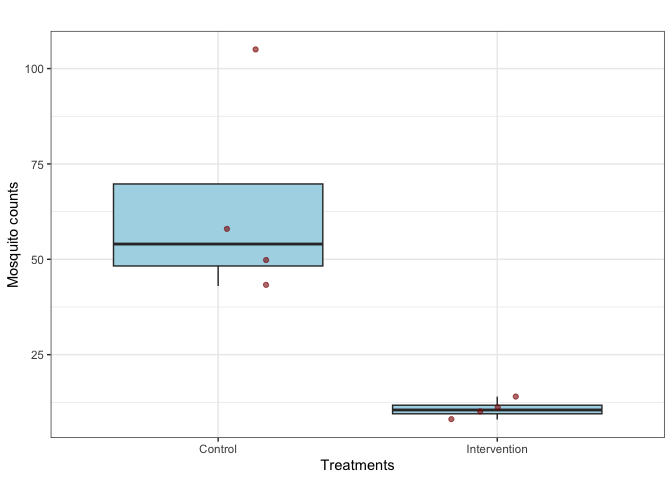 100
75
50
25
Mosquito counts
Control
Intervention
Treatments